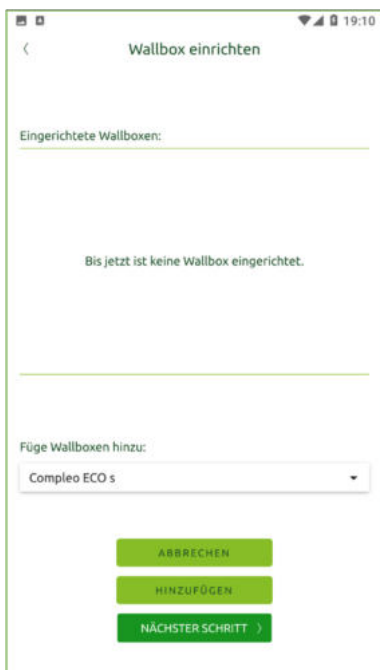 19:10
Wallbox einrichten
Eingerichtete Wallboxen:
Bis jetzt ist keine Wallbox eingerichtet.
Füge Wallboxen hinzu:
Compleo ECO s
ABBRECHEN
HINZUFÜGEN
NÄCHSTER SCHRITT